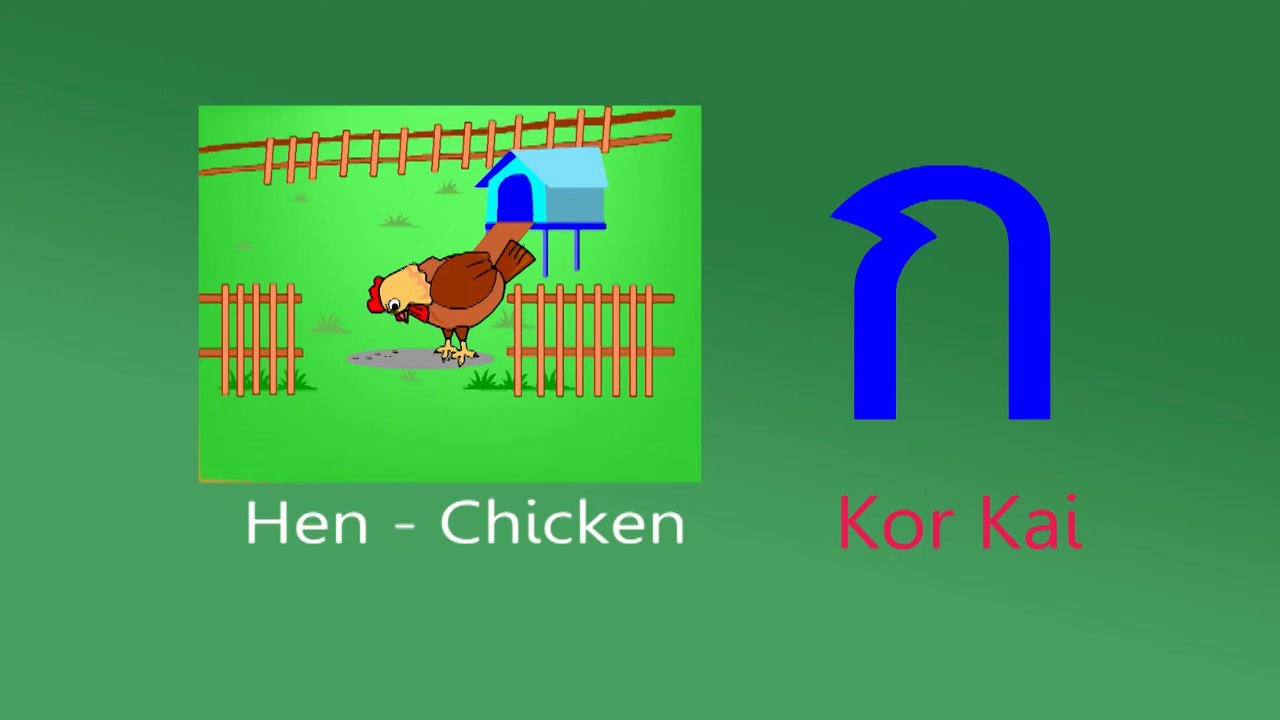 ก
Hen - Chicken
Kor Kai